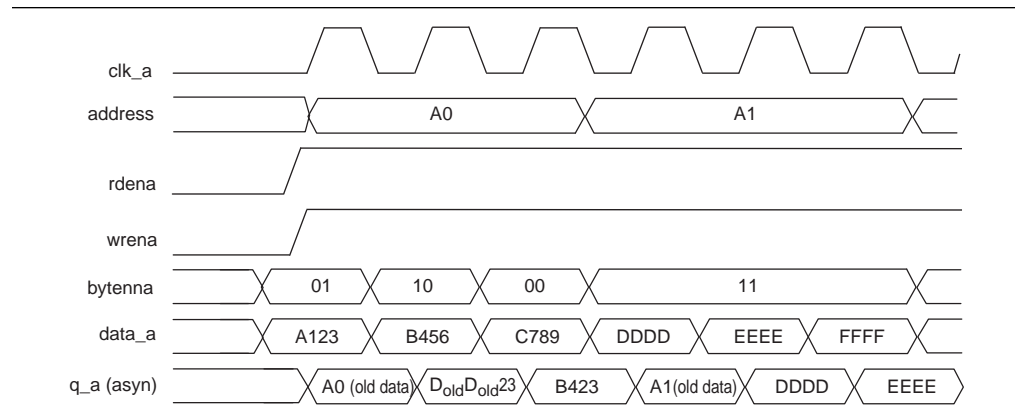 clk_a
address A0 A1
rdena
wrena
bytenna 01 10 00 11
data_a A123 B456 C789 DDDD EEEE FFFF
q_a (asyn) A0 (old data) DoldDold23 B423 A1(old data) DDDD EEEE